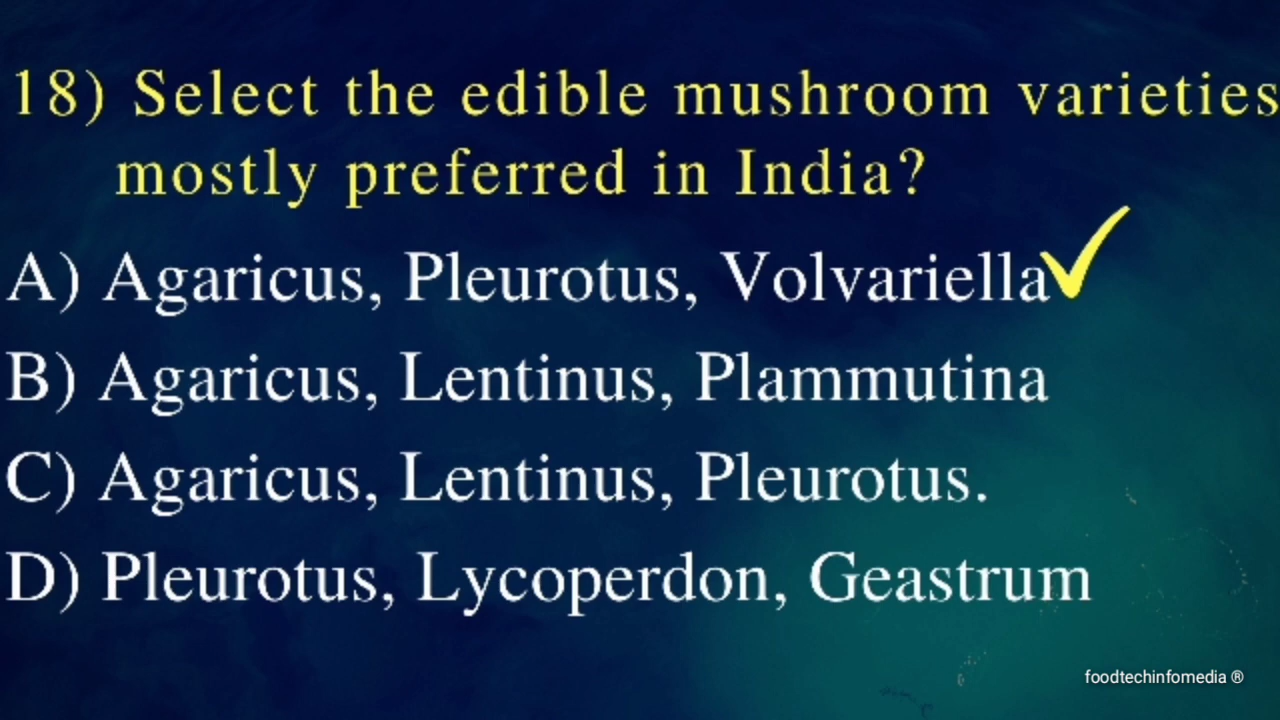 18) Select the edible mushroom varieties
mostly preferred in India?
A) Agaricus, Pleurotus, Volvariella
B) Agaricus, Lentinus, Plammutina
C) Agaricus, Lentinus, Pleurotus.
D) Pleurotus, Lycoperdon, Geastrum
foodtechinfomedia ®